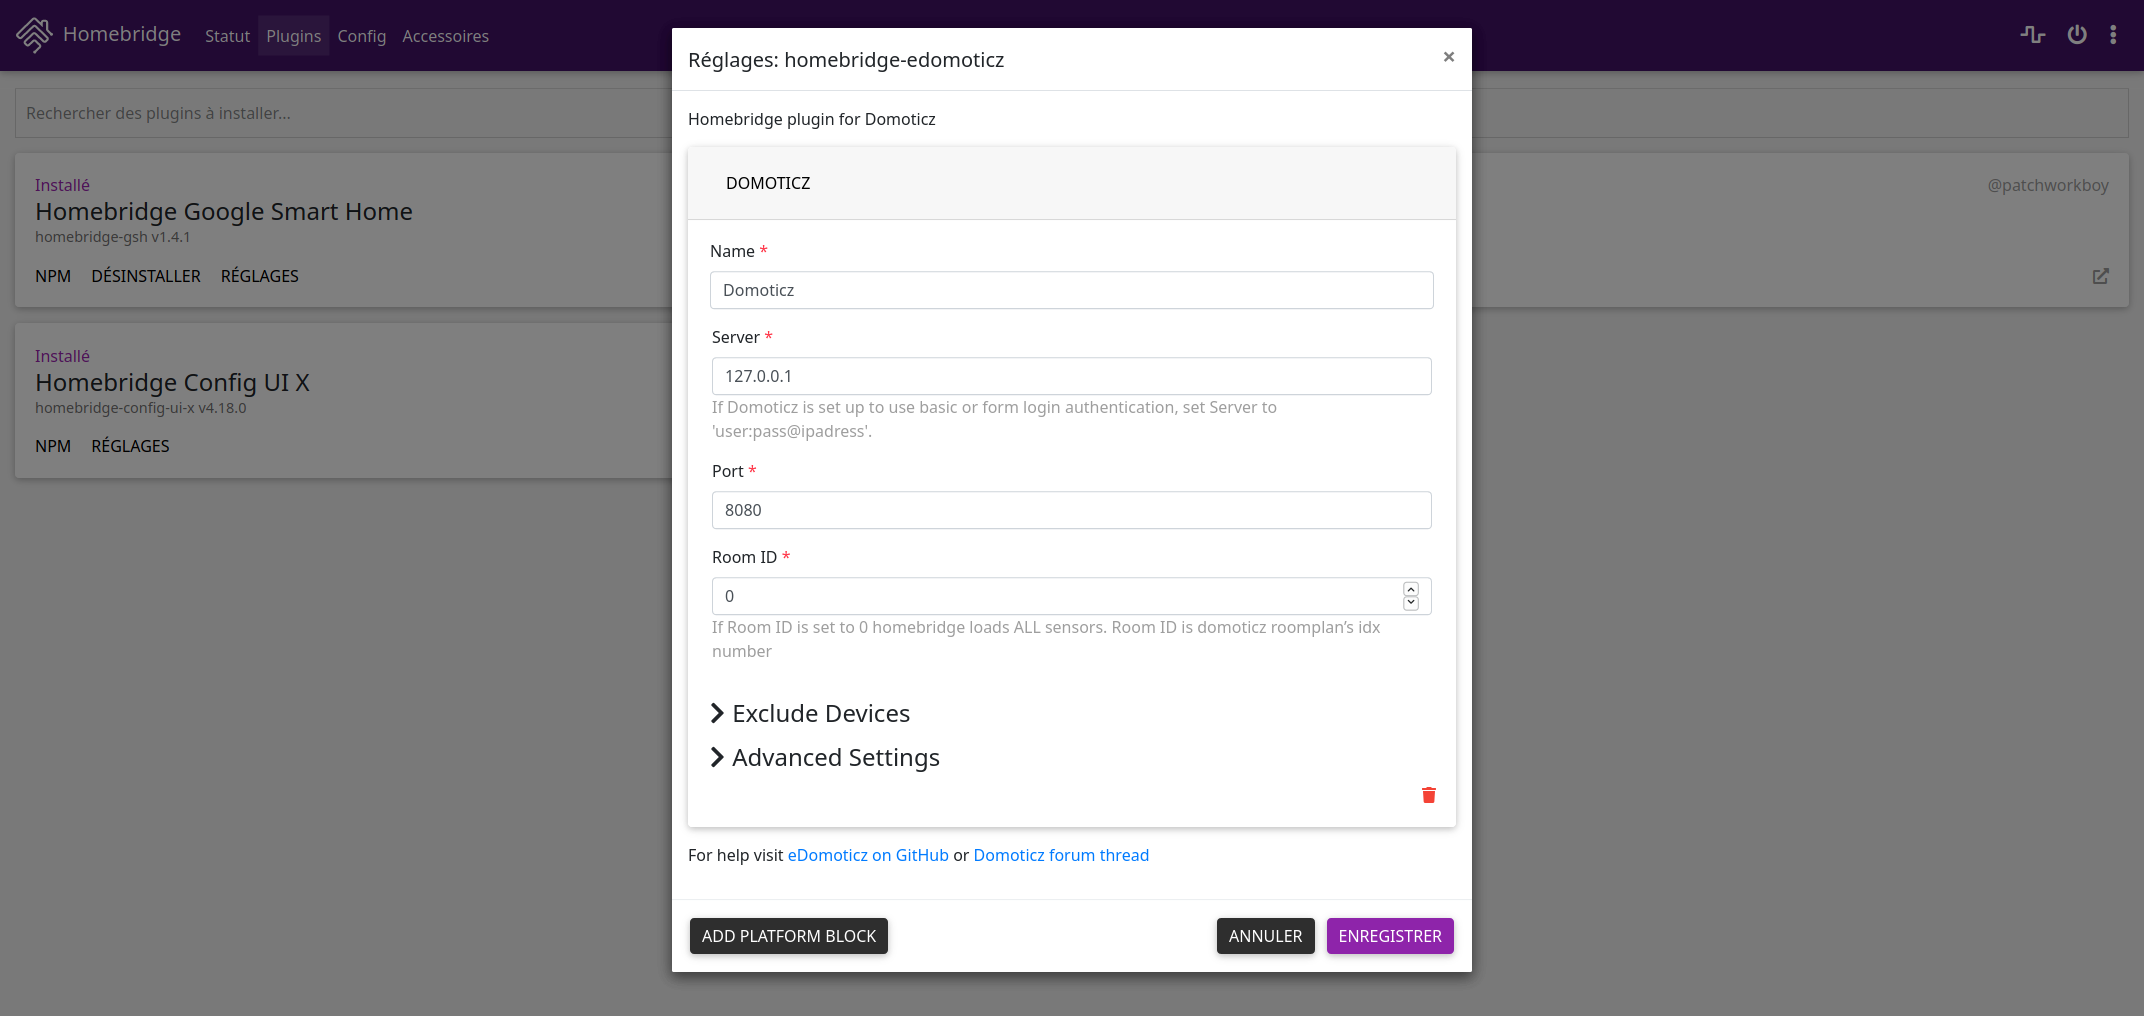 Homebridge
Statut
Plugins
Config
Accessoires
Rechercher des plugins à installer...
Installé
Homebridge Google Smart Home
homebridge-gsh v1.4.1
NPM
DÉSINSTALLER
RÉGLAGES
@patchworkboy
Installé
Homebridge Config UI X
homebridge-config-ui-x v4.18.0
NPM
RÉGLAGES
Réglages: homebridge-edomoticz
×
Homebridge plugin for Domoticz
DOMOTICZ
Name *
Domoticz
Server *
127.0.0.1
If Domoticz is set up to use basic or form login authentication, set Server to
'user:pass@ipadress'.
Port *
8080
Room ID *
0
If Room ID is set to 0 homebridge loads ALL sensors. Room ID is domoticz roomplan’s idx
number
Exclude Devices
Advanced Settings
For help visit eDomoticz on GitHub or Domoticz forum thread
ADD PLATFORM BLOCK
ANNULER
ENREGISTRER